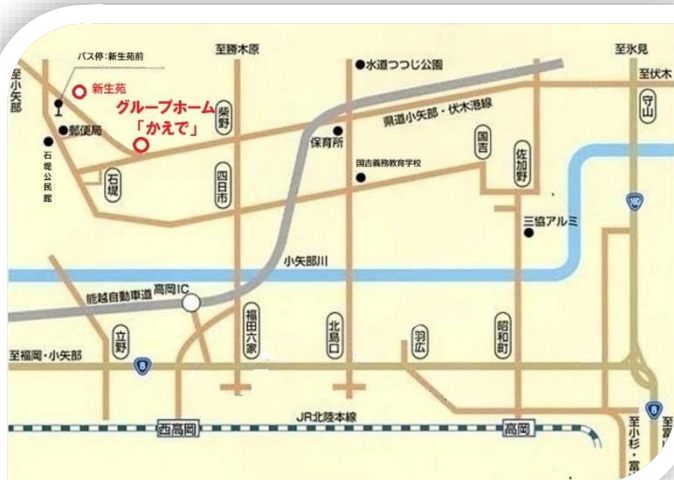 至勝木原
至氷見
バス停:新生苑前
水道つつじ公園
至伏木
至小矢部
新生苑
守山
グループホーム
「かえで」
柴野
県道小矢部・伏木港線
郵便局
保育所
国吉
佐加野
石堤公民館
国吉義務教育学校
石堤
四日市
160
三協アルミ
小矢部川
高岡IC
能越自動車道
立野
福田六家
北島口
羽広
昭和町
至福岡・小矢部
8
8
JR北陸本線
西高岡
高岡
至小杉・富
至富